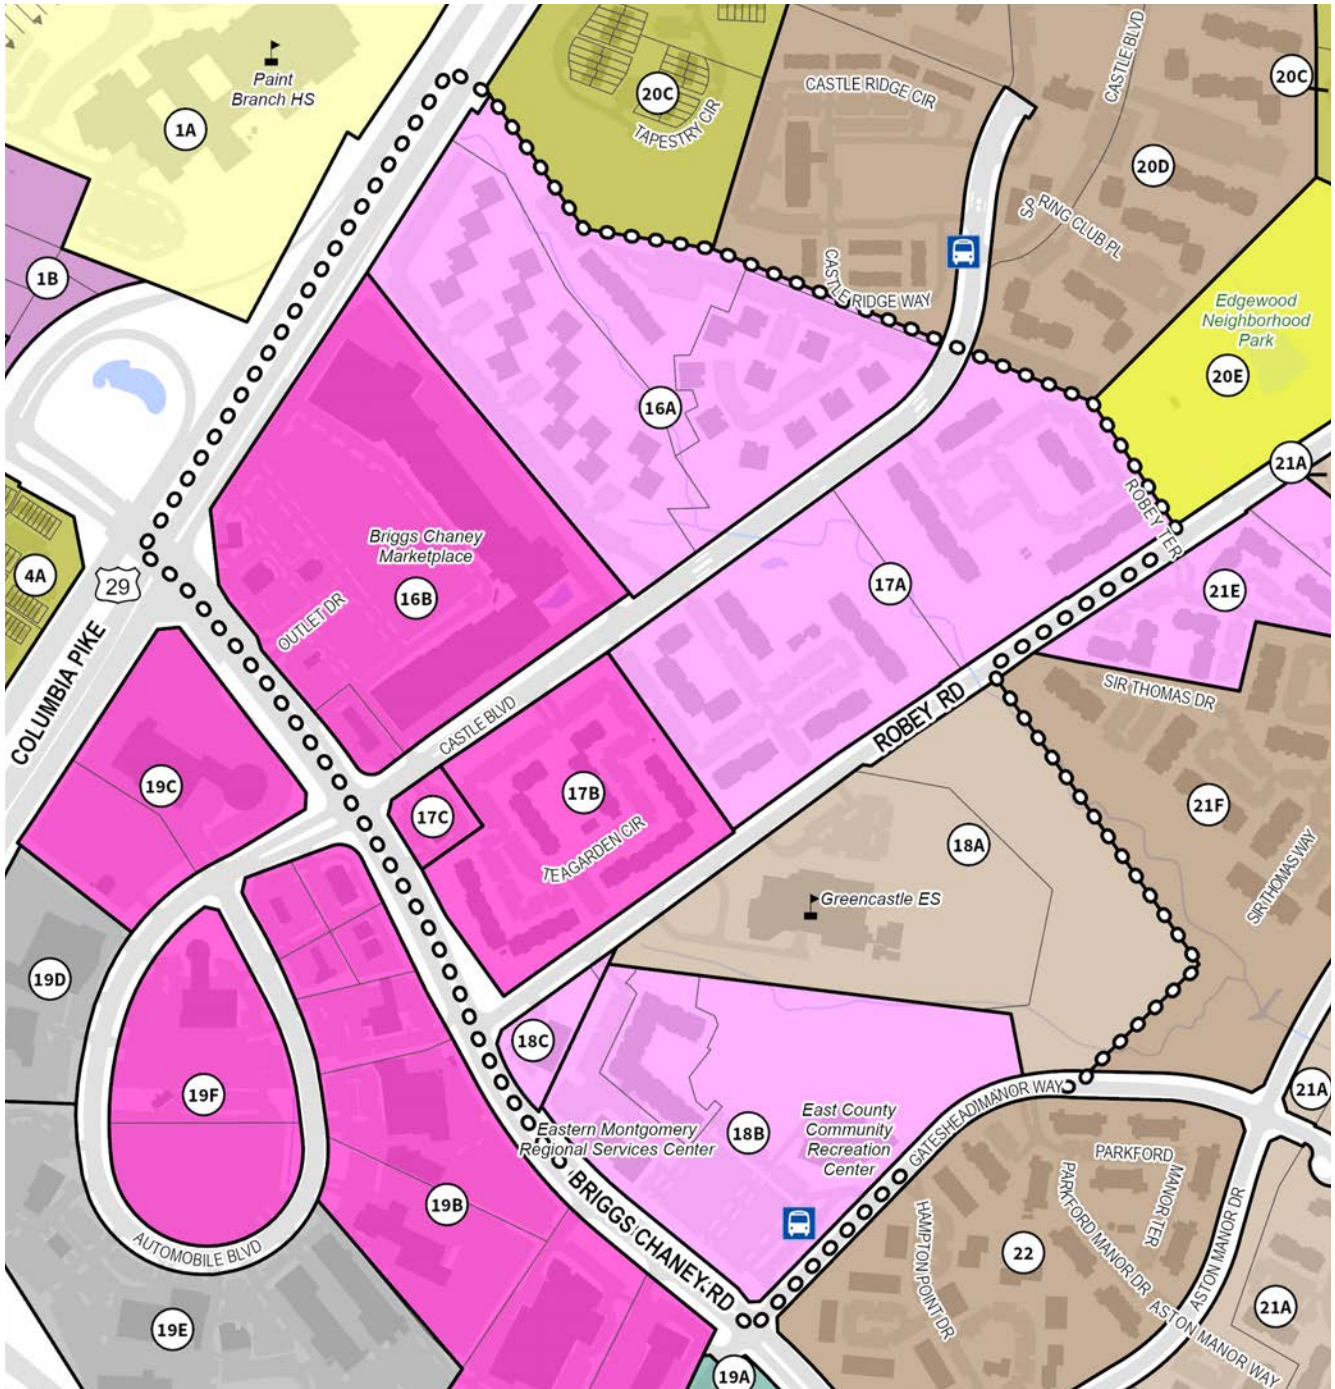 Paint
Branch HS
1A
1B
20C
TAPESTRY CIR
CASTLE RIDGE CIR
CASTLE BLVD
20C
20D
SP
RING CLUB PL
CASTLE RIDGE WAY
Edgewood
Neighborhood
Park
20E
16A
21A
ROBEY TER
Briggs Chaney
Marketplace
16B
OUTLET DR
4A
29
COLUMBIA PIKE
17A
21E
SIR THOMAS DR
ROBEY RD
CASTLE BLVD
19C
17C
17B
TEAGARDEN CIR
18A
21F
SIR THOMAS WAY
Greencastle ES
19D
18C
19F
Eastern Montgomery
Regional Services Center
18B
East County
Community
Recreation
Center
GATESHEAD MANOR WAY
21A
PARKFORD
MANOR TER
PARKFORD MANOR DR
ASTON MANOR DR
19B
BRIGGS CHANEY RD
HAMPTON POINT DR
22
AUTOMOBILE BLVD
19E
ASTON MANOR WAY
21A
19A